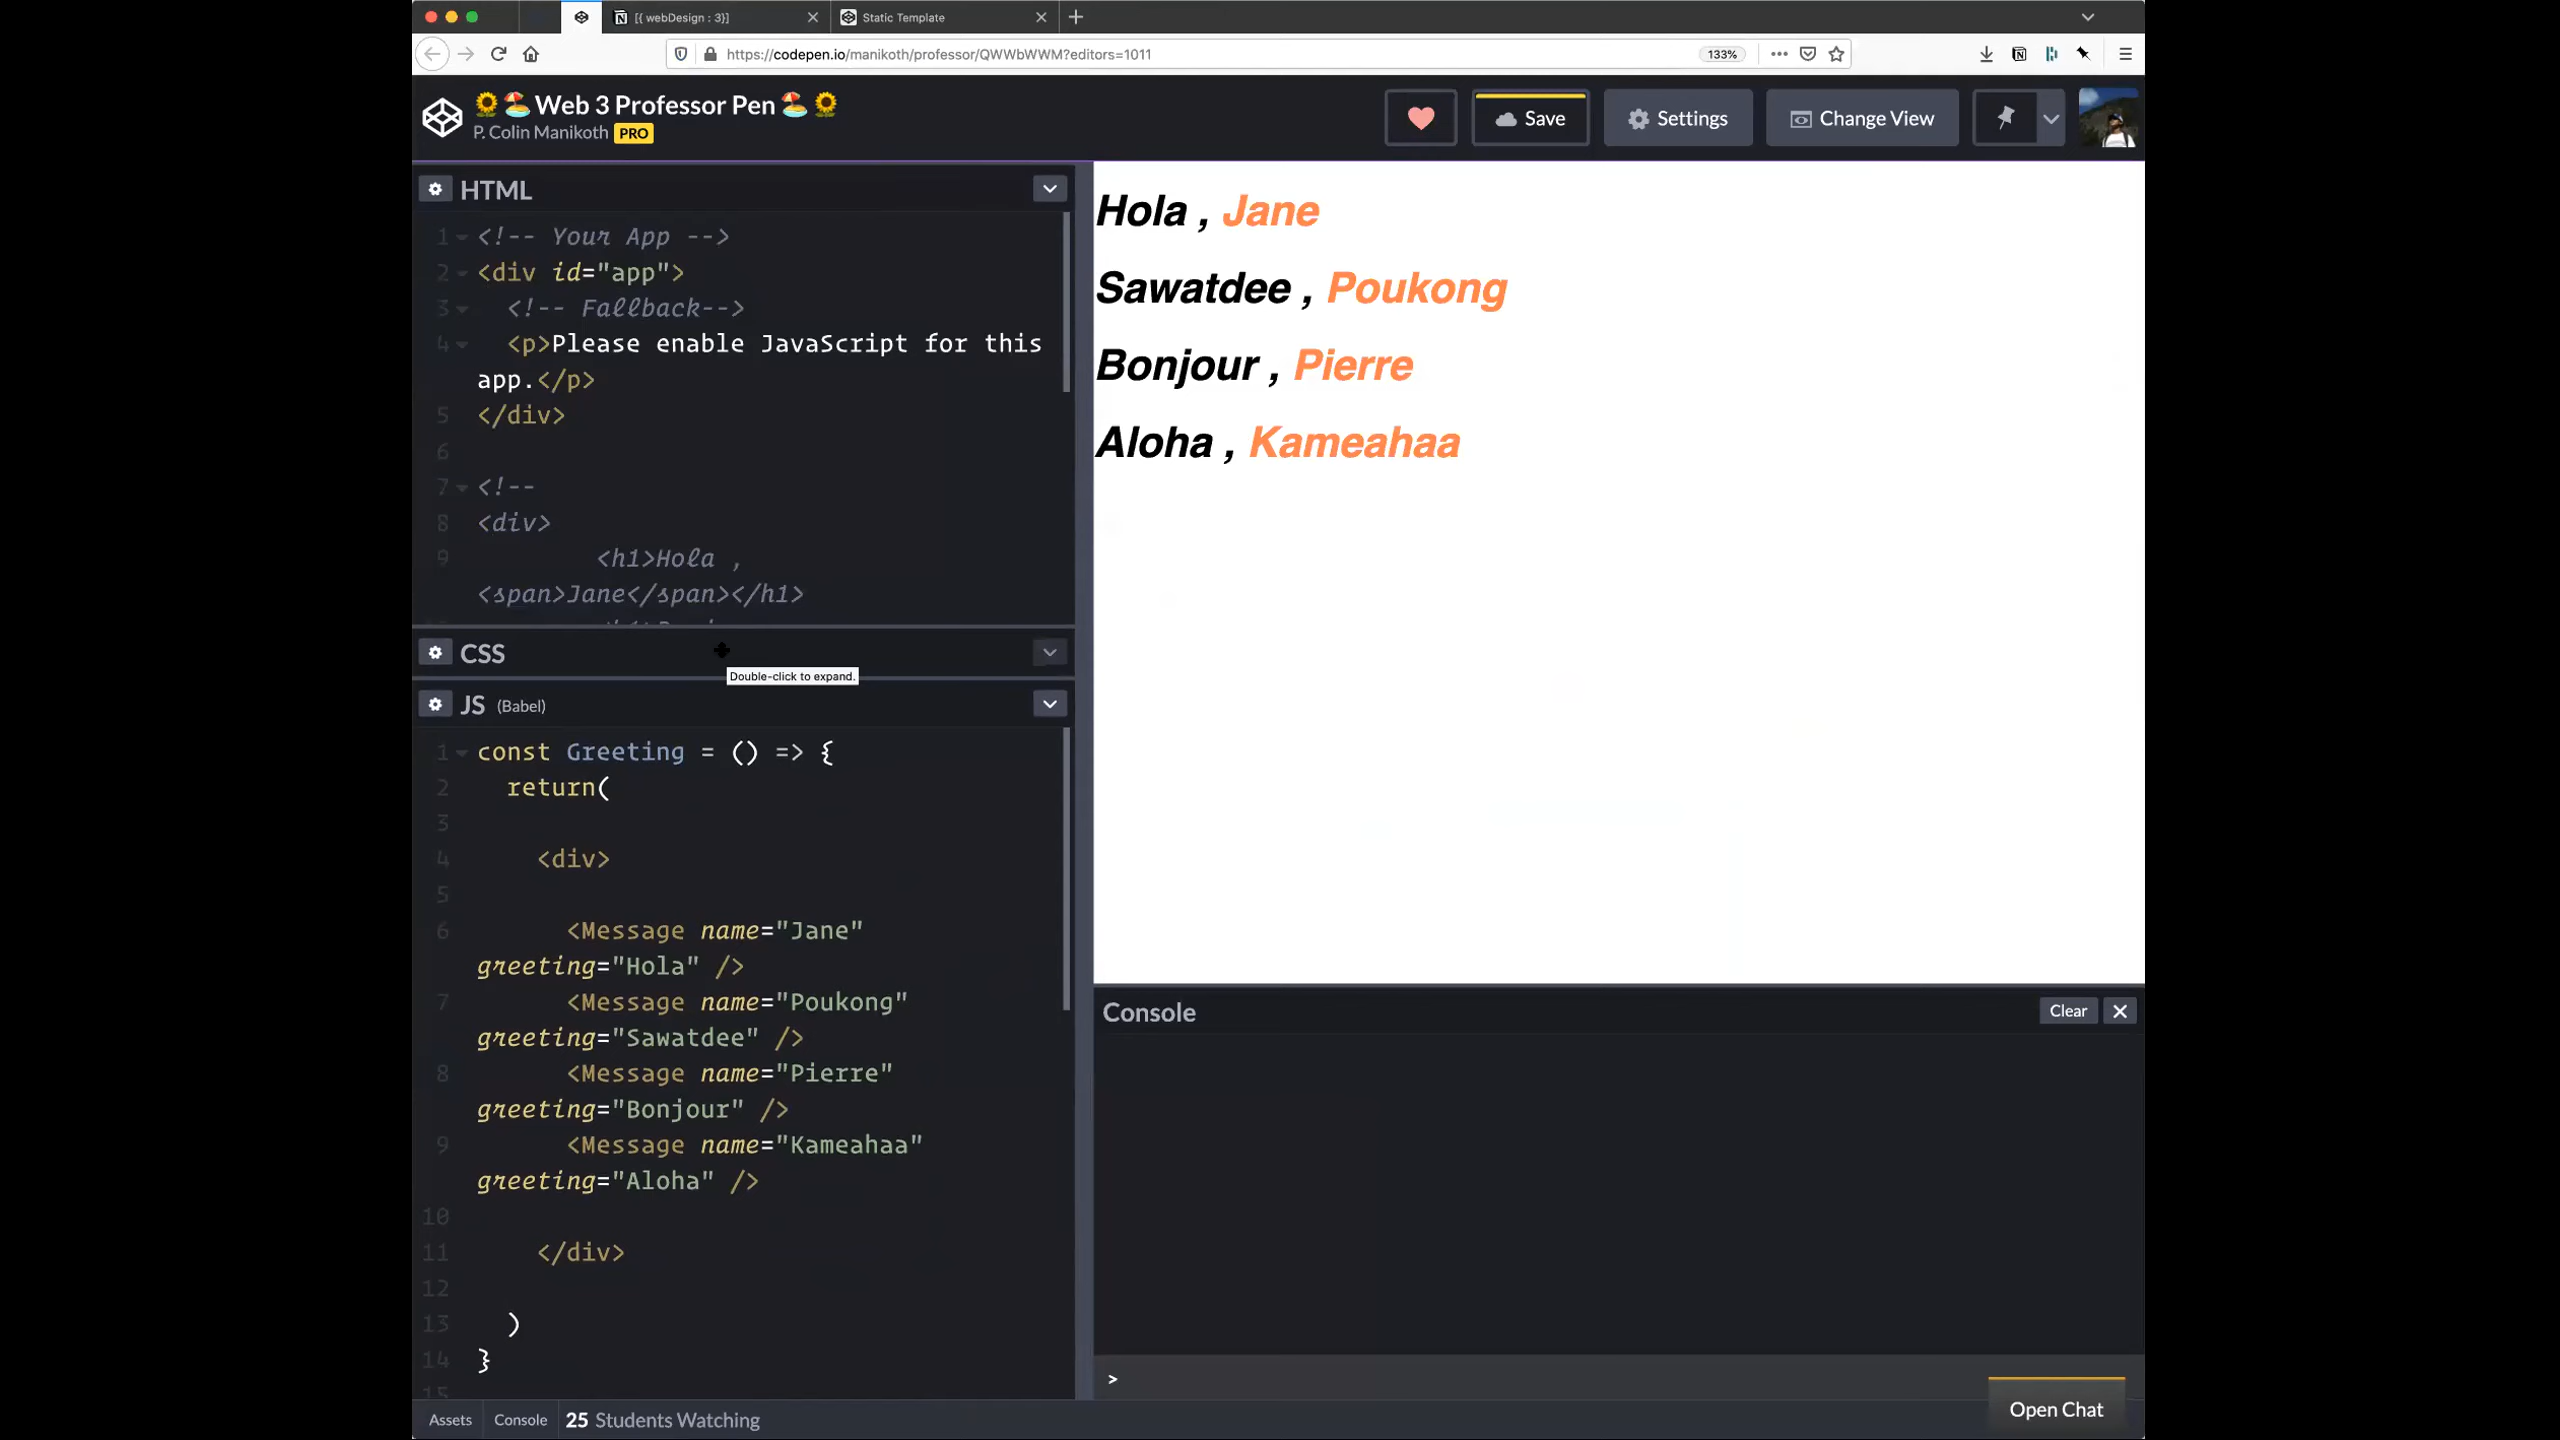 [{ webDesign : 3}]
Static Template
https://codepen.io/manikoth/professor/QWWbWWM?editors=1011
133%
🌻🏖️ Web 3 Professor Pen 🏖️🌻
P. Colin Manikoth PRO
Save
Settings
Change View
HTML
1 <!-- Your App -->
2 <div id="app">
3 <!-- Fallback-->
4 <p>Please enable JavaScript for this
app.</p>
5 </div>
6
7 <!--
8 <div>
9 <h1>Hola ,
<span>Jane</span></h1>
CSS
Double-click to expand.
JS (Babel)
1 const Greeting = () => {
2 return(
3
4 <div>
5
6 <Message name="Jane"
greeting="Hola" />
7 <Message name="Poukong"
greeting="Sawatdee" />
8 <Message name="Pierre"
greeting="Bonjour" />
9 <Message name="Kameahaa"
greeting="Aloha" />
10
11 </div>
12
13 )
14 }
15
Hola , Jane
Sawatdee , Poukong
Bonjour , Pierre
Aloha , Kameahaa
Console
Clear
>
Assets
Console
25 Students Watching
Open Chat